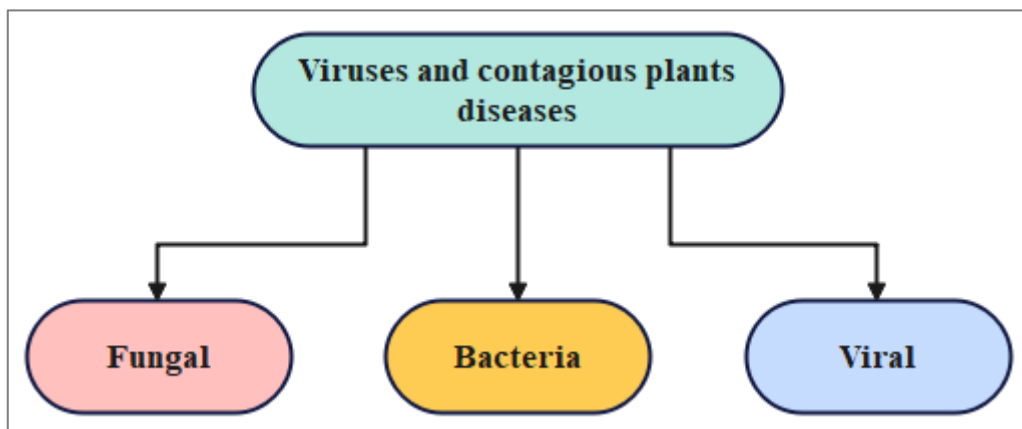 Viruses and contagious plants
diseases
Fungal
Bacteria
Viral